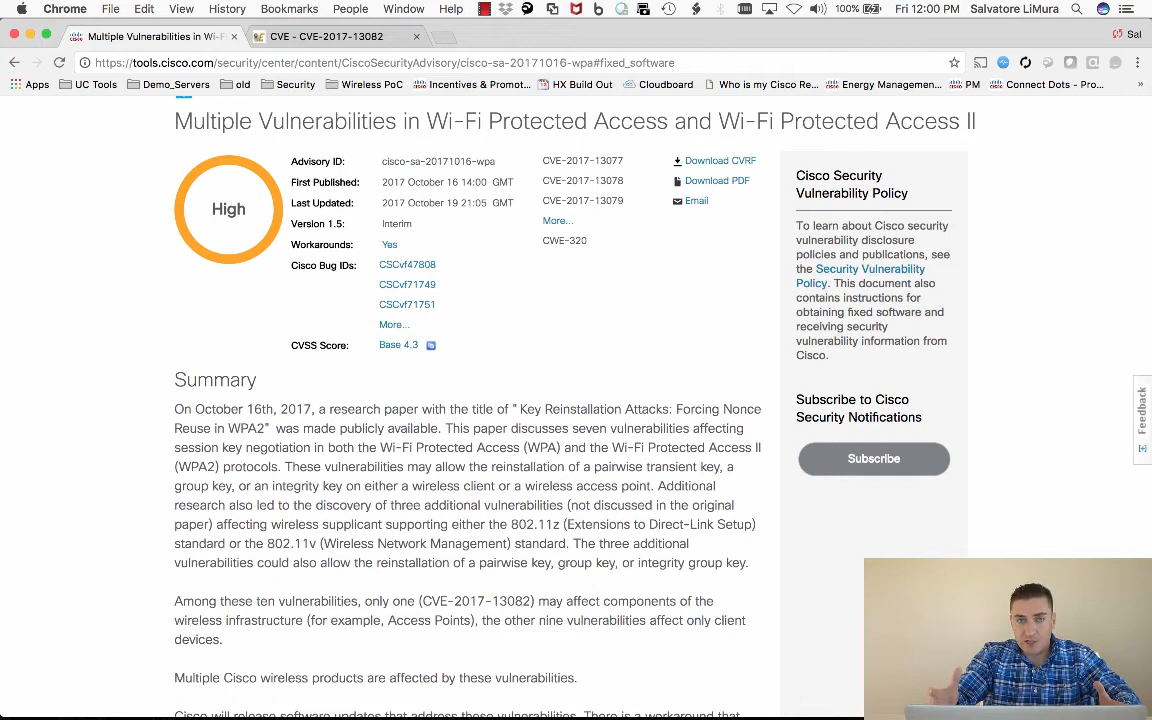 Chrome File Edit View History Bookmarks People Window Help 100% Fri 12:00 PM Salvatore LiMura
Multiple Vulnerabilities in Wi-Fi CVE - CVE-2017-13082 Sal
https://tools.cisco.com/security/center/content/CiscoSecurityAdvisory/cisco-sa-20171016-wpa#fixed_software
Apps UC Tools Demo_Servers old Security Wireless PoC Incentives & Promot... HX Build Out Cloudboard Who is my Cisco Re... Energy Managemen... PM Connect Dots - Pro... »
Multiple Vulnerabilities in Wi-Fi Protected Access and Wi-Fi Protected Access II
High
Advisory ID: cisco-sa-20171016-wpa
First Published: 2017 October 16 14:00 GMT
Last Updated: 2017 October 19 21:05 GMT
Version 1.5: Interim
Workarounds: Yes
Cisco Bug IDs: CSCvf47808
CSCvf71749
CSCvf71751
More...
CVSS Score: Base 4.3
CVE-2017-13077
CVE-2017-13078
CVE-2017-13079
More...
CWE-320
Download CVRF
Download PDF
Email
Cisco Security
Vulnerability Policy
To learn about Cisco security
vulnerability disclosure
policies and publications, see
the Security Vulnerability
Policy. This document also
contains instructions for
obtaining fixed software and
receiving security
vulnerability information from
Cisco.
Subscribe to Cisco
Security Notifications
Subscribe
Feedback
Summary
On October 16th, 2017, a research paper with the title of "Key Reinstallation Attacks: Forcing Nonce
Reuse in WPA2" was made publicly available. This paper discusses seven vulnerabilities affecting
session key negotiation in both the Wi-Fi Protected Access (WPA) and the Wi-Fi Protected Access II
(WPA2) protocols. These vulnerabilities may allow the reinstallation of a pairwise transient key, a
group key, or an integrity key on either a wireless client or a wireless access point. Additional
research also led to the discovery of three additional vulnerabilities (not discussed in the original
paper) affecting wireless supplicant supporting either the 802.11z (Extensions to Direct-Link Setup)
standard or the 802.11v (Wireless Network Management) standard. The three additional
vulnerabilities could also allow the reinstallation of a pairwise key, group key, or integrity group key.
Among these ten vulnerabilities, only one (CVE-2017-13082) may affect components of the
wireless infrastructure (for example, Access Points), the other nine vulnerabilities affect only client
devices.
Multiple Cisco wireless products are affected by these vulnerabilities.
Cisco will release software updates that address these vulnerabilities. There is a workaround that